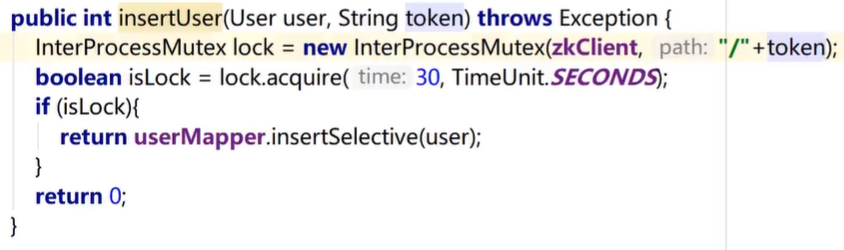 public int insertUser(User user, String token) throws Exception {
InterProcessMutex lock = new InterProcessMutex(zkClient, path: "/"+token);
boolean isLock = lock.acquire( time: 30, TimeUnit.SECONDS);
if (isLock){
return userMapper.insertSelective(user);
}
return 0;
}